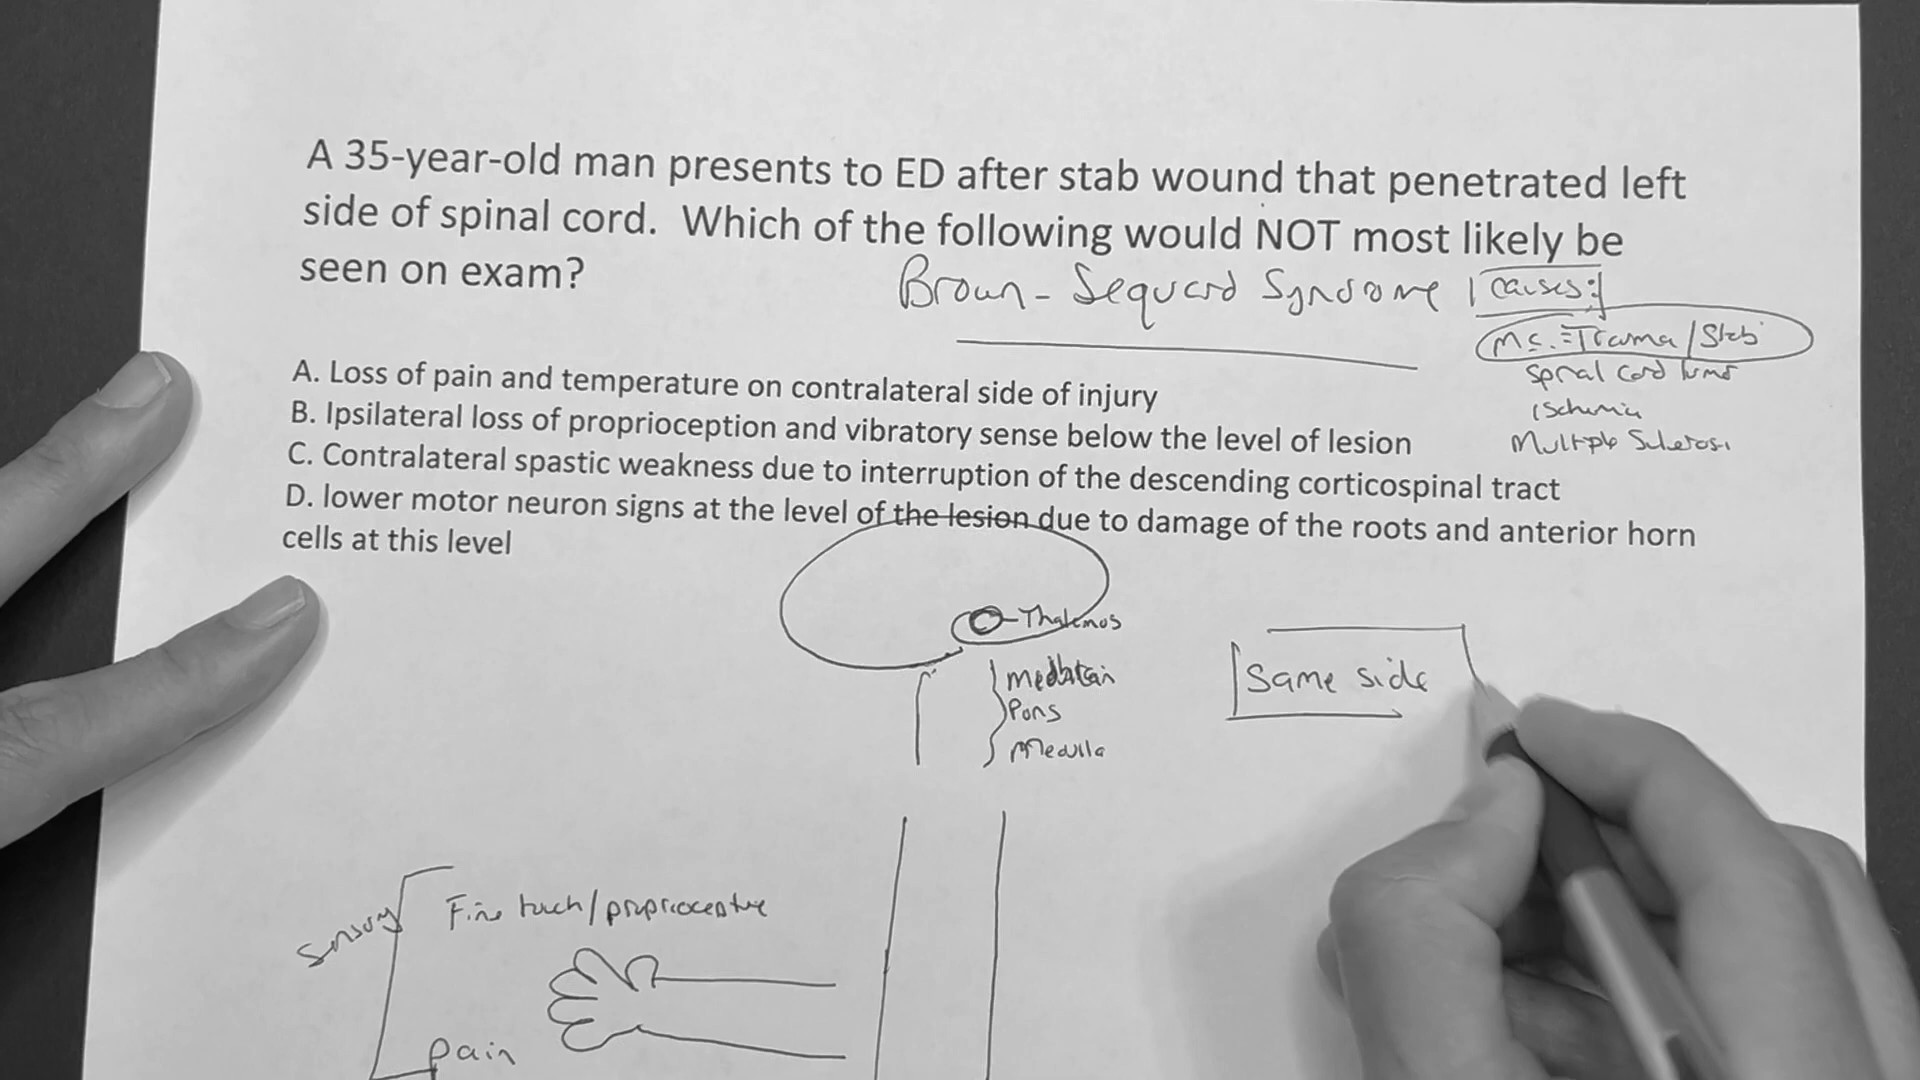 A 35-year-old man presents to ED after stab wound that penetrated left
side of spinal cord. Which of the following would NOT most likely be
seen on exam?
Brown-Sequard Syndrome causes:
Trauma/Stab
spinal cord
Ischemia
Multiple
A. Loss of pain and temperature on contralateral side of injury
B. Ipsilateral loss of proprioception and vibratory sense below the level of lesion
C. Contralateral spastic weakness due to interruption of the descending corticospinal tract
D. lower motor neuron signs at the level of the lesion due to damage of the roots and anterior horn
cells at this level
Thalamus
Pons
Medulla
Same side
Sensory
Fine touch/
Pain